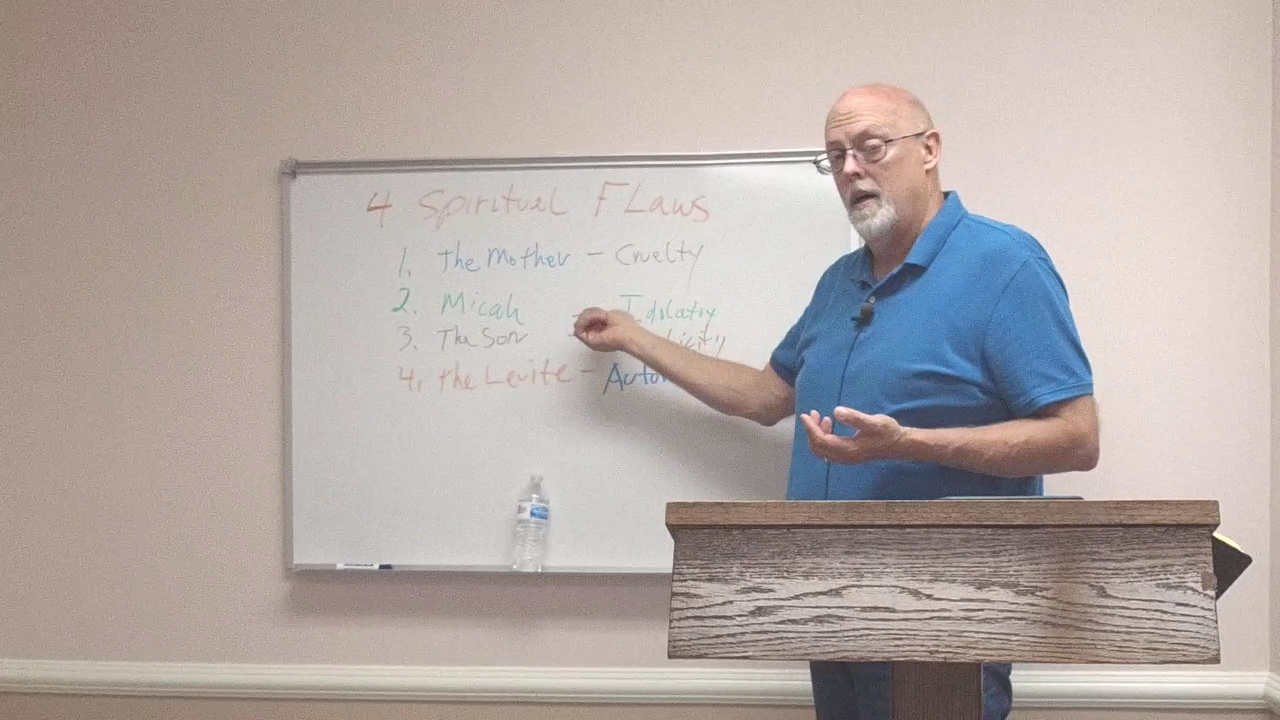 4 Spiritual FLaws
1. The Mother - Cruelty
2. Micah - Idolatry
3. The Son
4. the Levite -